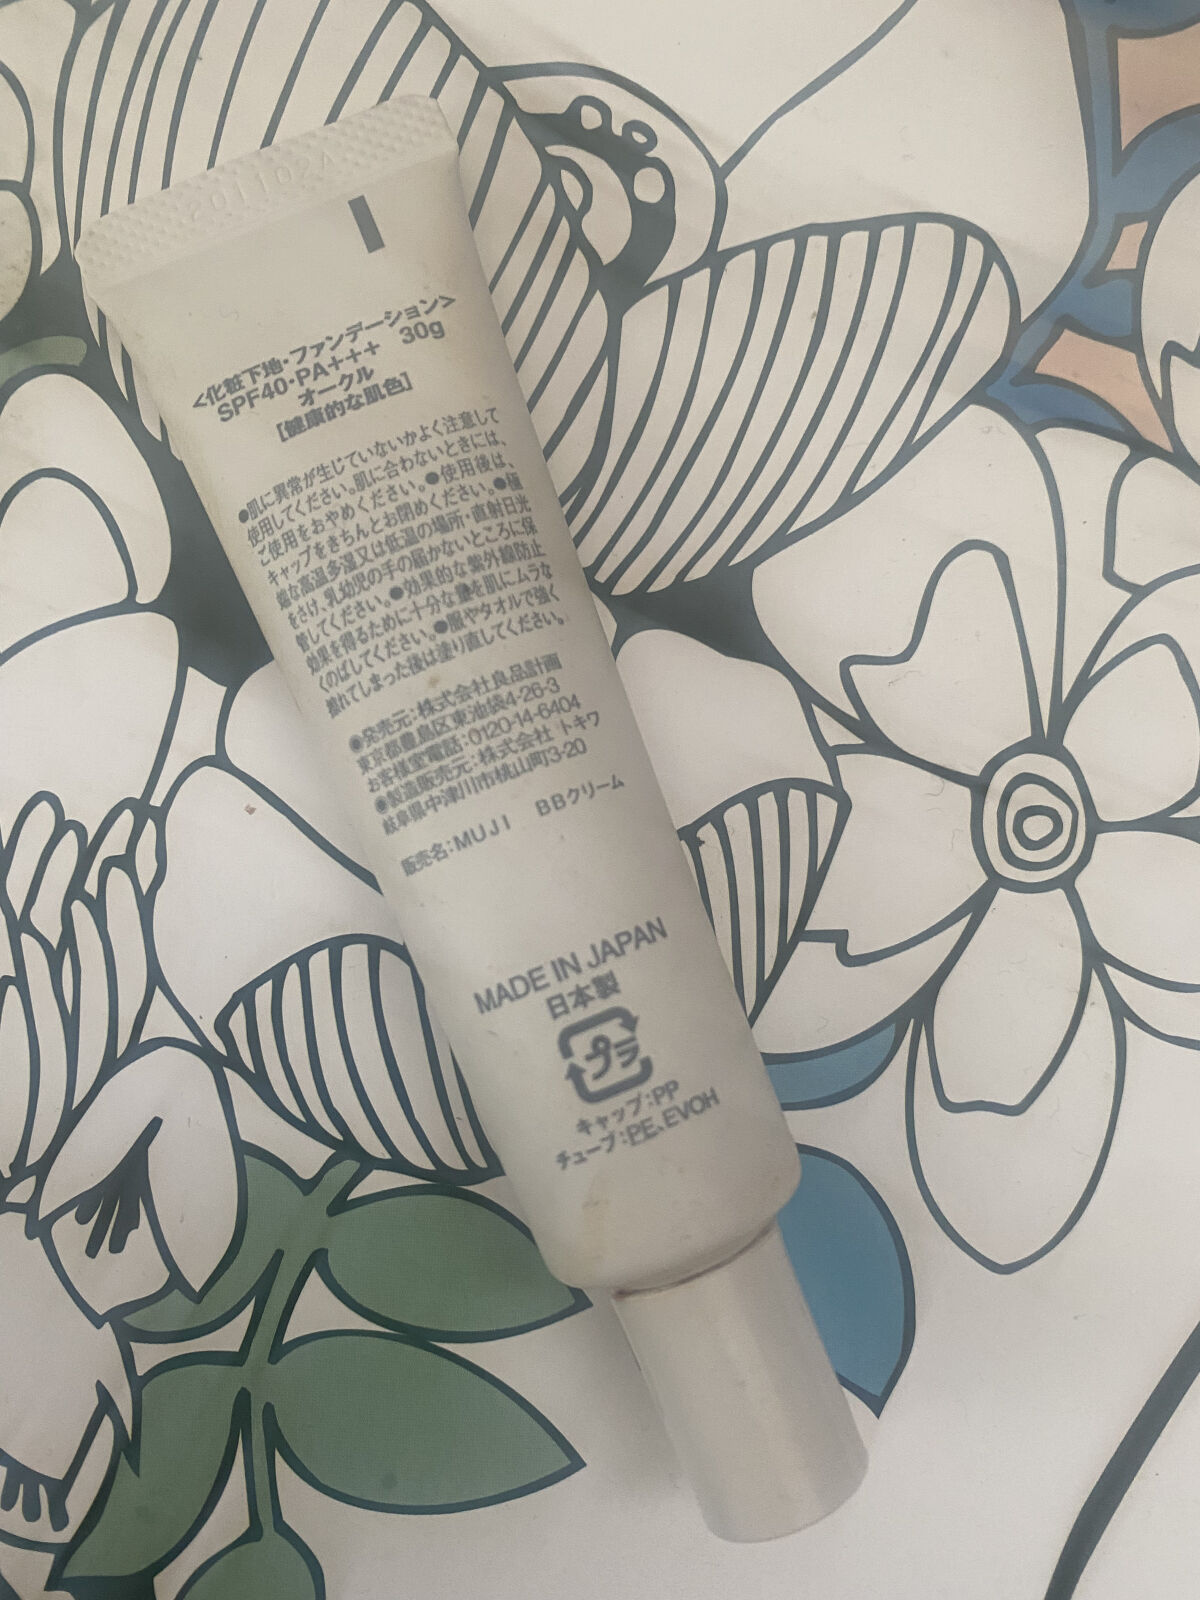 2011024
<化粧下地・ファンデーション>
SPF40・PA+++ 30g
オークル
[健康的な肌色]
●肌に異常が生じていないかよく注意して
使用してください。肌に合わないときには、
ご使用をおやめください。●使用後は、
キャップをきちんとお閉めください。●極
端な高温多湿又は低温の場所・直射日光
をさけ、乳幼児の手の届かないところに保
管してください。●効果的な紫外線防止
効果を得るために十分な量を肌にムラな
くのばしてください。●服やタオルで強く
擦れてしまった後は塗り直してください。
●発売元:株式会社良品計画
東京都豊島区東池袋4-26-3
お客様室電話:0120-14-6404
●製造販売元:株式会社 トキワ
岐阜県中津川市桃山町3-20
販売名:MUJI BBクリーム
MADE IN JAPAN
日本製
プラ
キャップ:PP
チューブ:PE、EVOH